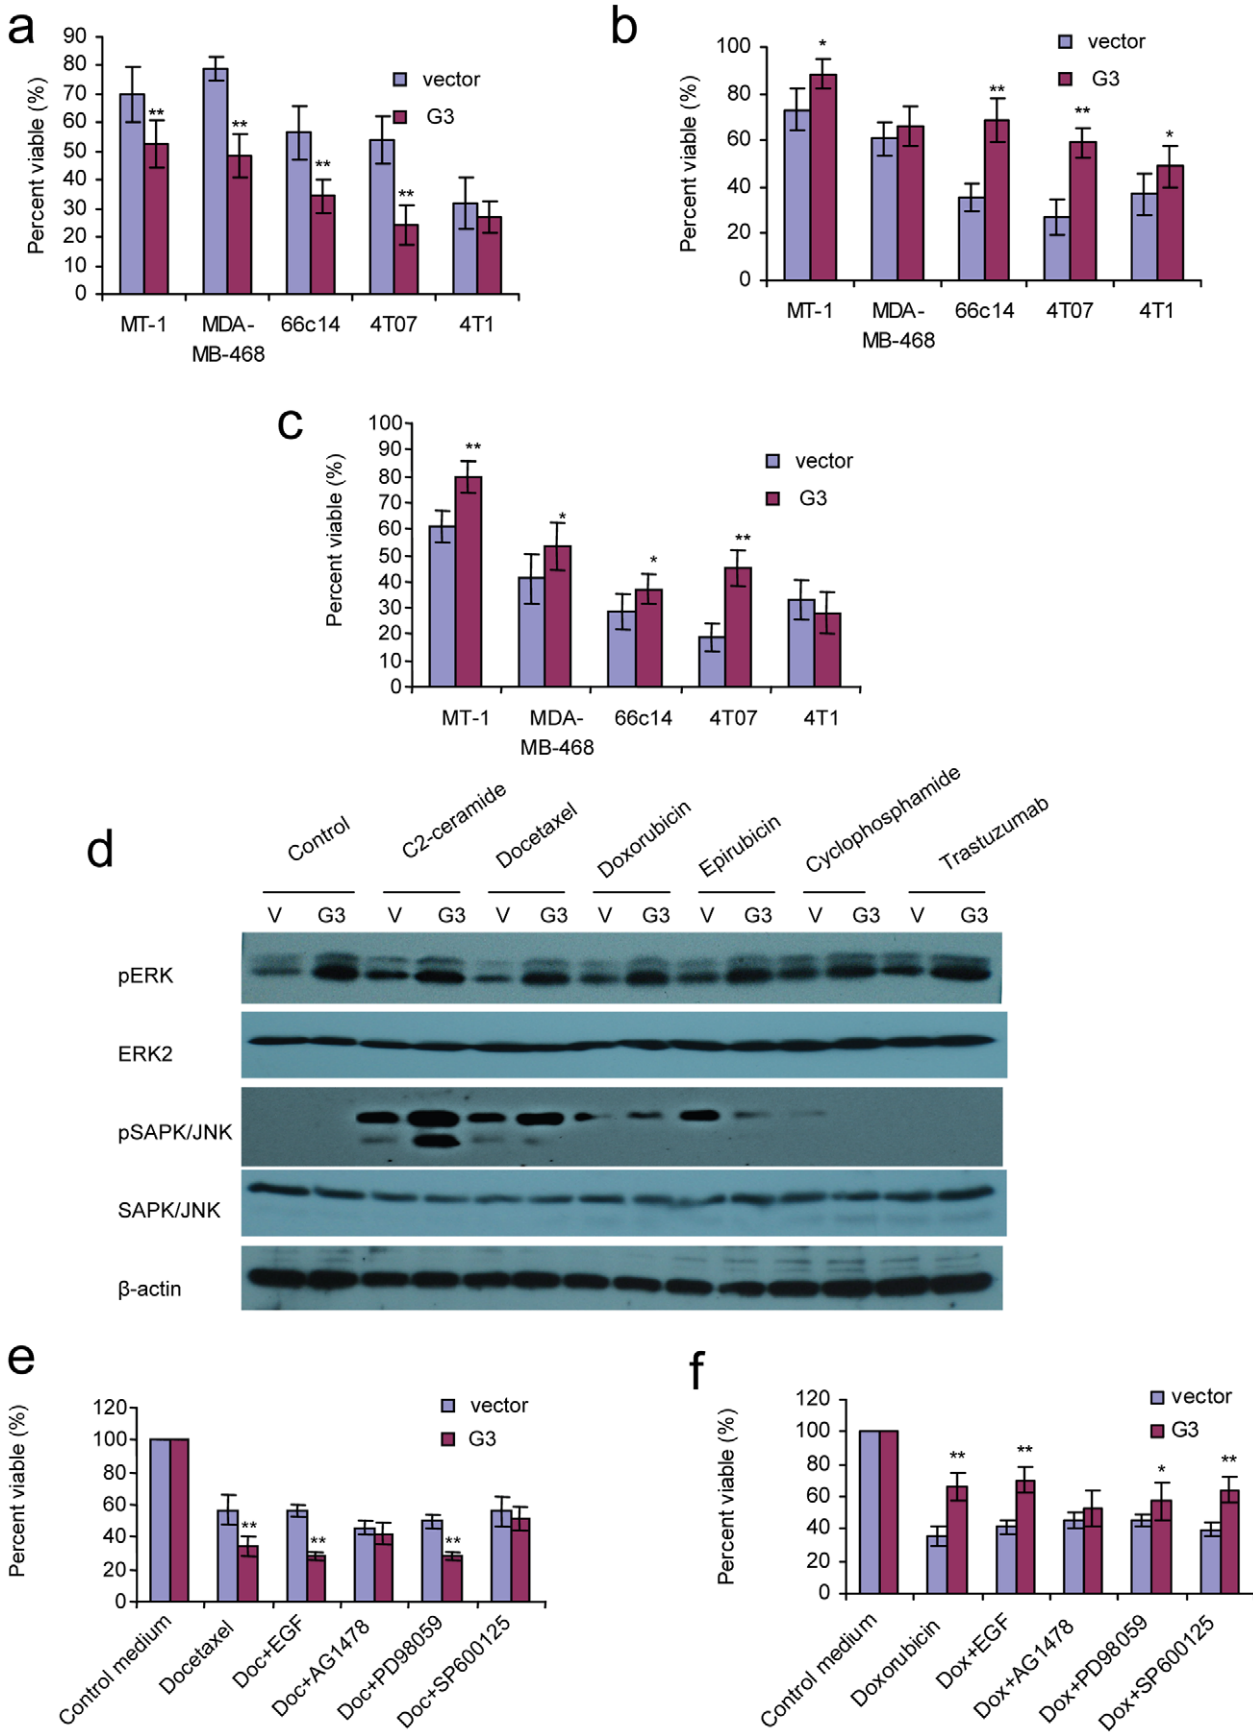 a
90
80
70
60
50
40
30
20
10
0
Percent viable (%)
vector
G3
**
**
**
**
MT-1
MDA-
MB-468
66c14
4T07
4T1
b
100
80
60
40
20
0
Percent viable (%)
vector
G3
*
**
**
*
MT-1
MDA-
MB-468
66c14
4T07
4T1
c
100
90
80
70
60
50
40
30
20
10
0
Percent viable (%)
vector
G3
**
*
*
**
MT-1
MDA-
MB-468
66c14
4T07
4T1
d
Control
C2-ceramide
Docetaxel
Doxorubicin
Epirubicin
Cyclophosphamide
Trastuzumab
V G3 V G3 V G3 V G3 V G3 V G3 V G3
pERK
ERK2
pSAPK/JNK
SAPK/JNK
β-actin
e
120
100
80
60
40
20
0
Percent viable (%)
vector
G3
**
**
**
Control medium
Docetaxel
Doc+EGF
Doc+AG1478
Doc+PD98059
Doc+SP600125
f
120
100
80
60
40
20
0
Percent viable (%)
vector
G3
**
**
*
**
Control medium
Doxorubicin
Dox+EGF
Dox+AG1478
Dox+PD98059
Dox+SP600125